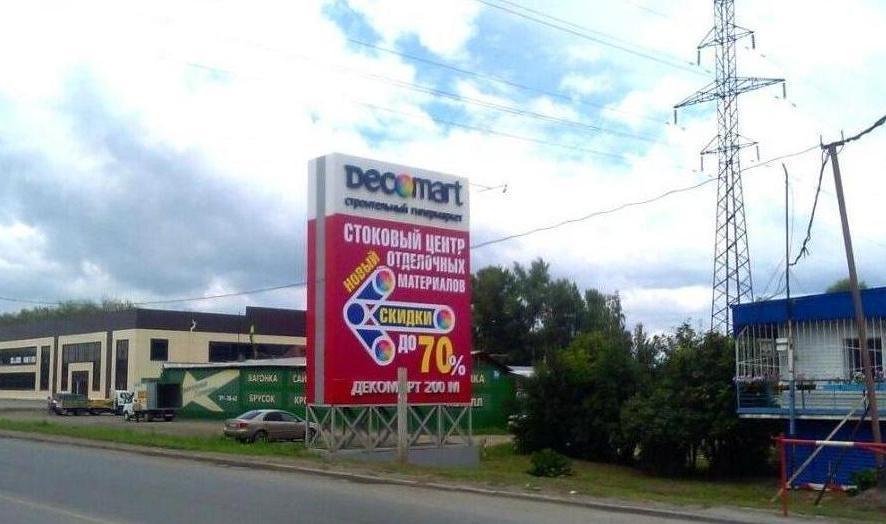 Decomart
строительный гипермаркет
СТОКОВЫЙ ЦЕНТР
НОВЫЙ
ОТДЕЛОЧНЫХ
МАТЕРИАЛОВ
СКИДКИ
ДО 70%
ДЕКОМАРТ 200 М
ВАГОНКА
БРУСОК